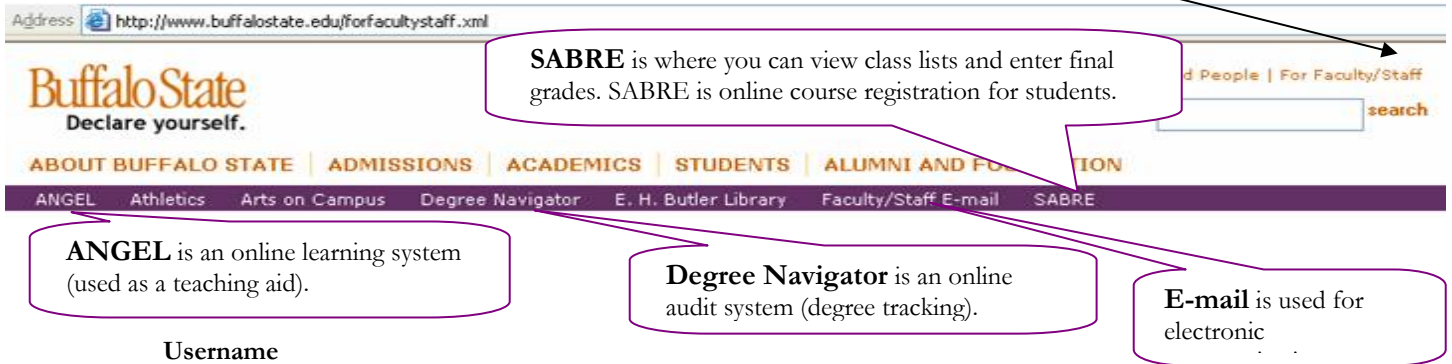 Address http://www.buffalostate.edu/forfacultystaff.xml
SABRE is where you can view class lists and enter final
grades. SABRE is online course registration for students.
Buffalo State
Declare yourself.
People | For Faculty/Staff
search
ABOUT BUFFALO STATE | ADMISSIONS | ACADEMICS | STUDENTS | ALUMNI AND
ANGEL Athletics Arts on Campus Degree Navigator E. H. Butler Library Faculty/Staff E-mail SABRE
ANGEL is an online learning system
(used as a teaching aid).
Degree Navigator is an online
audit system (degree tracking).
E-mail is used for
electronic
Username